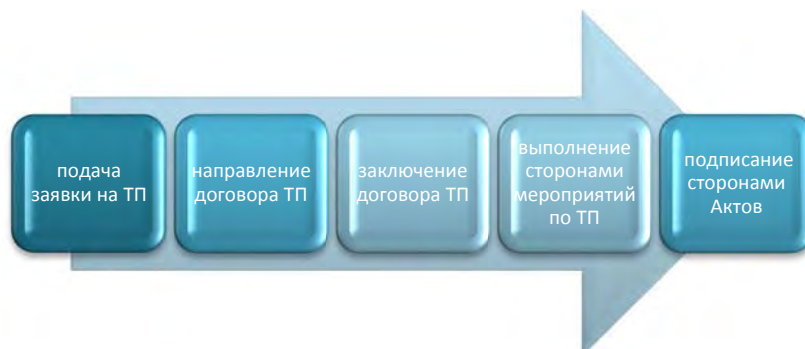 подача
заявки на ТП
направление
договора ТП
заключение
договора ТП
выполнение
сторонами
мероприятий
по ТП
подписание
сторонами
Актов